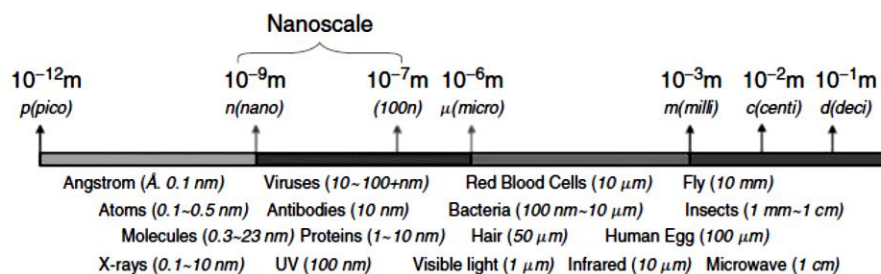 Nanoscale
10⁻¹²m 10⁻⁹m 10⁻⁷m 10⁻⁶m 10⁻³m 10⁻²m 10⁻¹m
p(pico) n(nano) (100n) μ(micro) m(milli) c(centi) d(deci)
Angstrom (Å. 0.1 nm) Viruses (10~100+nm) Red Blood Cells (10 μm) Fly (10 mm)
Atoms (0.1~0.5 nm) Antibodies (10 nm) Bacteria (100 nm~10 μm) Insects (1 mm~1 cm)
Molecules (0.3~23 nm) Proteins (1~10 nm) Hair (50 μm) Human Egg (100 μm)
X-rays (0.1~10 nm) UV (100 nm) Visible light (1 μm) Infrared (10 μm) Microwave (1 cm)